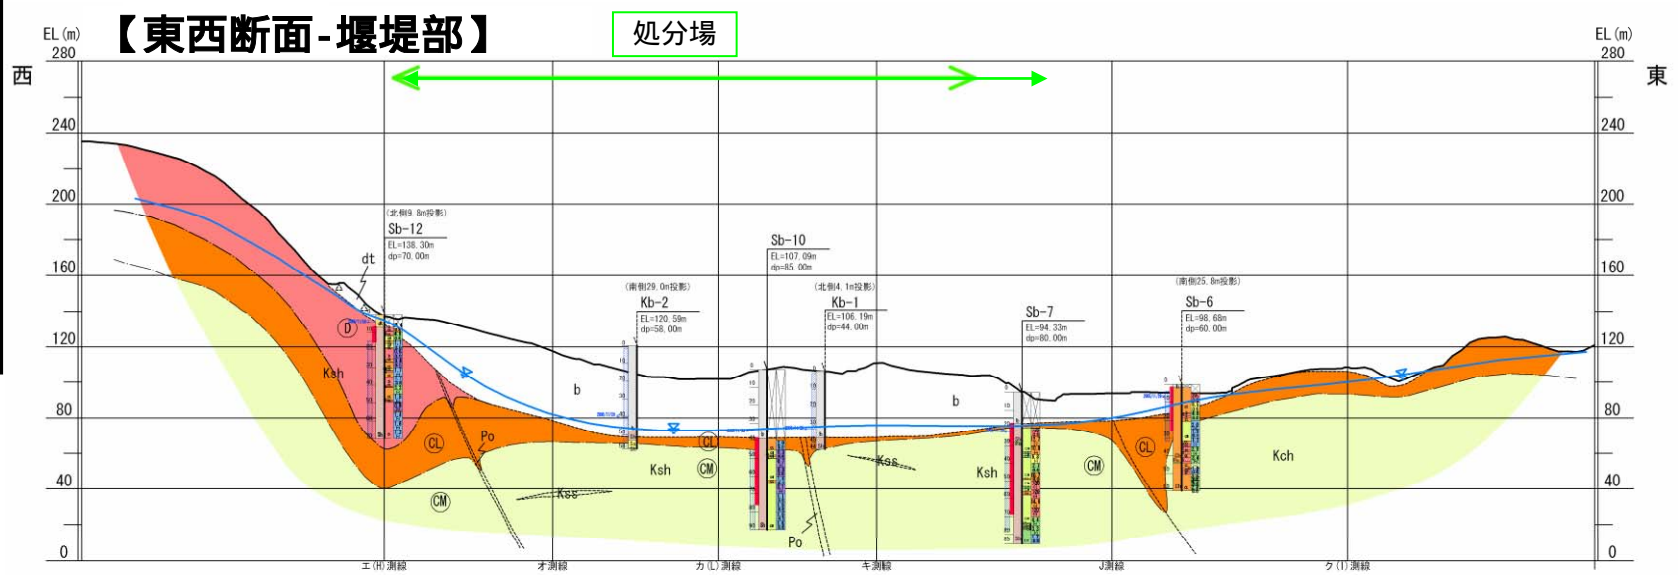 【東西断面-堰堤部】
処分場
EL(m)
EL(m)
280
280
西
東
240
240
200
200
160
160
120
120
80
80
40
40
0
0
(北側9.8m投影)
Sb-12
EL=138.30m
dp=70.00m
dt
(南側29.0m投影)
Kb-2
EL=120.59m
dp=58.00m
Sb-10
EL=107.09m
dp=85.00m
(北側4.1m投影)
Kb-1
EL=106.19m
dp=44.00m
Sb-7
EL=94.33m
dp=80.00m
(南側25.8m投影)
Sb-6
EL=98.68m
dp=60.00m
D
Ksh
b
b
CL
Po
CL
CL
Ksh
CM
Kss
Ksh
CM
Kch
Kss
CM
Po
エ(H)測線
オ測線
カ(L)測線
キ測線
J測線
ク(I)測線